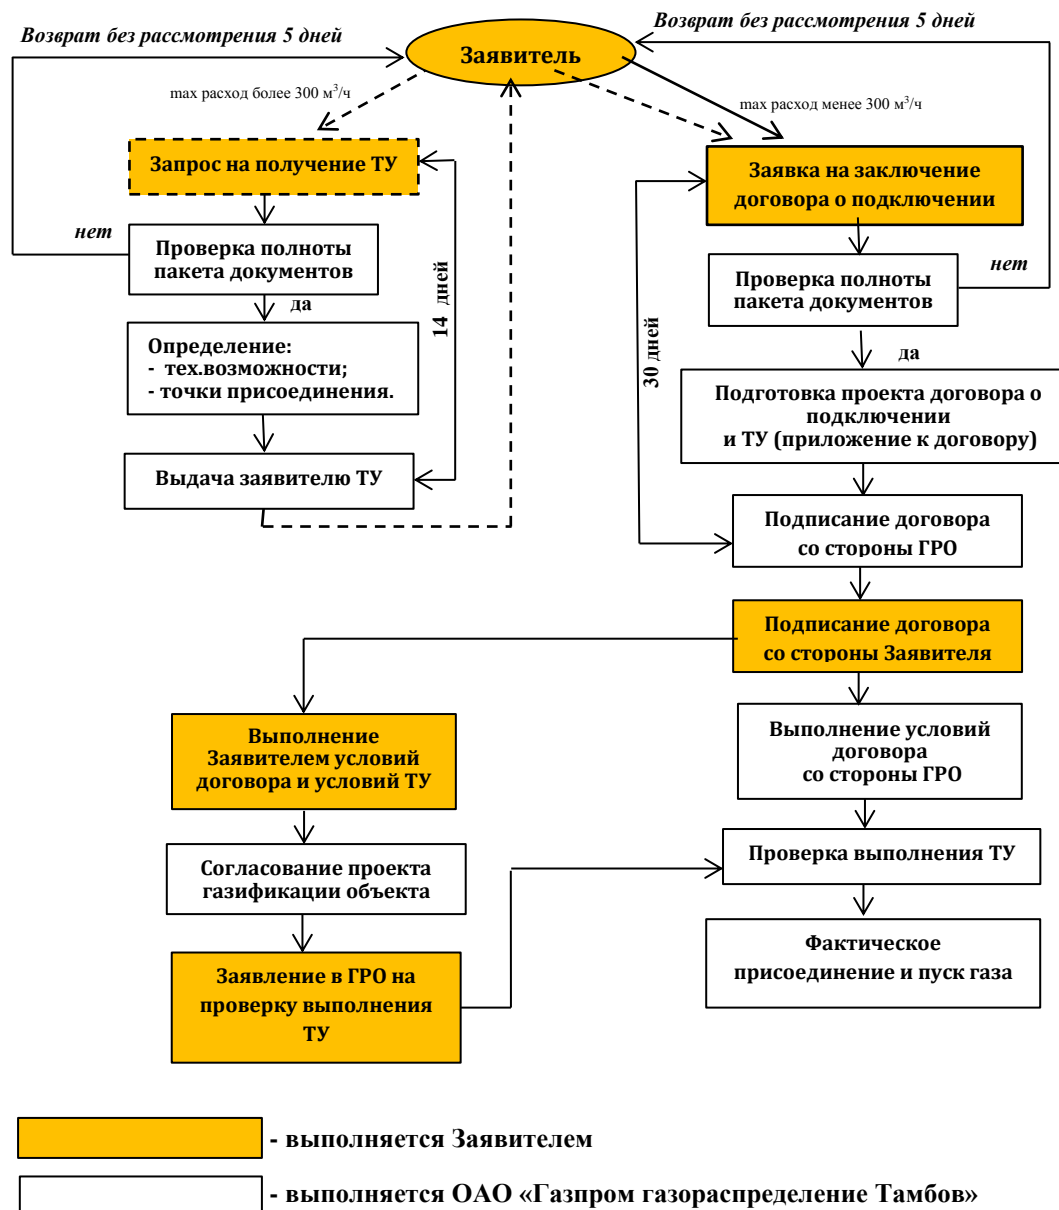 Возврат без рассмотрения 5 дней
Возврат без рассмотрения 5 дней
Заявитель
max расход более 300 м³/ч
max расход менее 300 м³/ч
Запрос на получение ТУ
Заявка на заключение
договора о подключении
нет
Проверка полноты
пакета документов
да
14 дней
Проверка полноты
пакета документов
нет
да
30 дней
Определение:
- тех.возможности;
- точки присоединения.
Подготовка проекта договора о
подключении
и ТУ (приложение к договору)
Выдача заявителю ТУ
Подписание договора
со стороны ГРО
Подписание договора
со стороны Заявителя
Выполнение
Заявителем условий
договора и условий ТУ
Выполнение условий
договора
со стороны ГРО
Согласование проекта
газификации объекта
Проверка выполнения ТУ
Заявление в ГРО на
проверку выполнения
ТУ
Фактическое
присоединение и пуск газа
- выполняется Заявителем
- выполняется ОАО «Газпром газораспределение Тамбов»